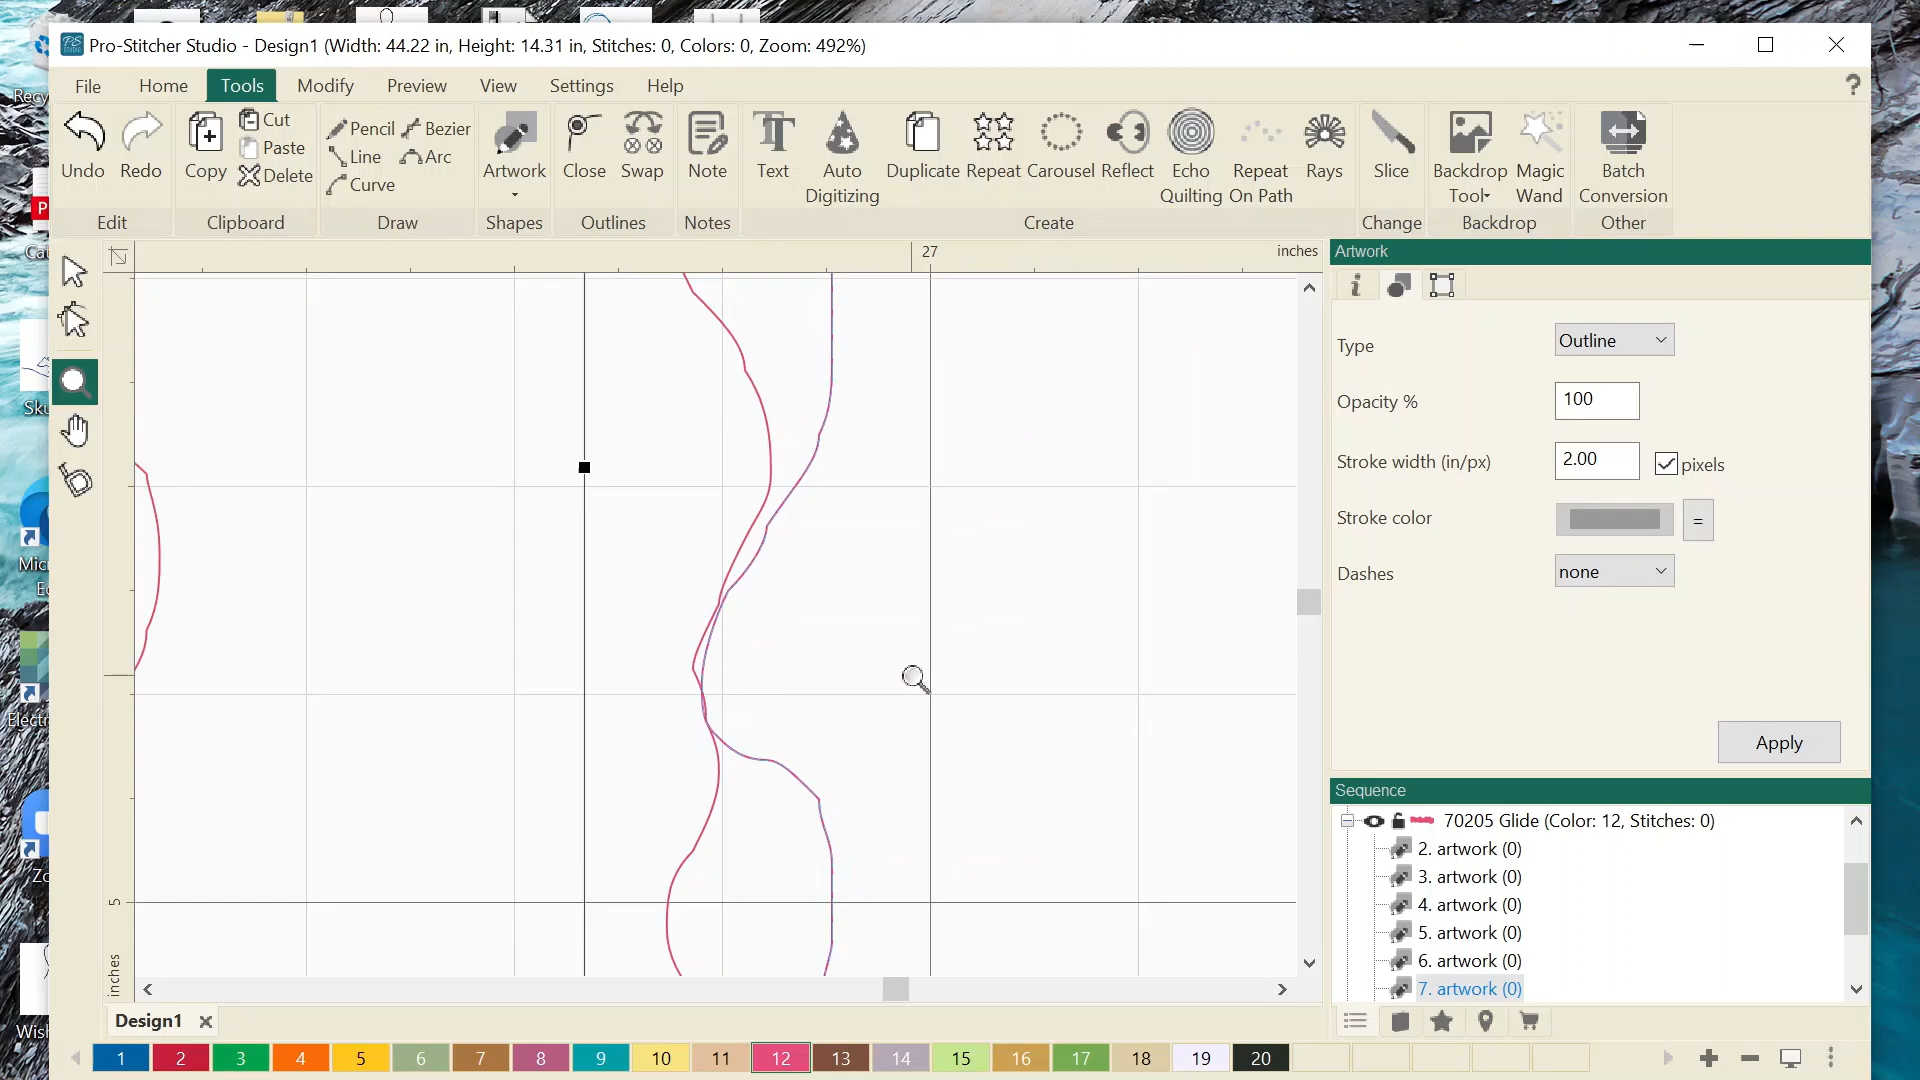 Pro-Stitcher Studio - Design1 (Width: 44.22 in, Height: 14.31 in, Stitches: 0, Colors: 0, Zoom: 492%)
File Home Tools Modify Preview View Settings Help ?
Undo Redo Copy Cut Paste Delete Pencil Bezier Line Arc Curve Artwork Close Swap Note Text Auto Digitizing Duplicate Repeat Carousel Reflect Echo Quilting Repeat On Path Rays Slice Backdrop Tool Magic Wand Batch Conversion
Edit Clipboard Draw Shapes Outlines Notes Create Change Backdrop Other
27 inches
5
inches
Artwork
Type Outline
Opacity % 100
Stroke width (in/px) 2.00 pixels
Stroke color =
Dashes none
Apply
Sequence
70205 Glide (Color: 12, Stitches: 0)
2. artwork (0)
3. artwork (0)
4. artwork (0)
5. artwork (0)
6. artwork (0)
7. artwork (0)
Design1
1 2 3 4 5 6 7 8 9 10 11 12 13 14 15 16 17 18 19 20